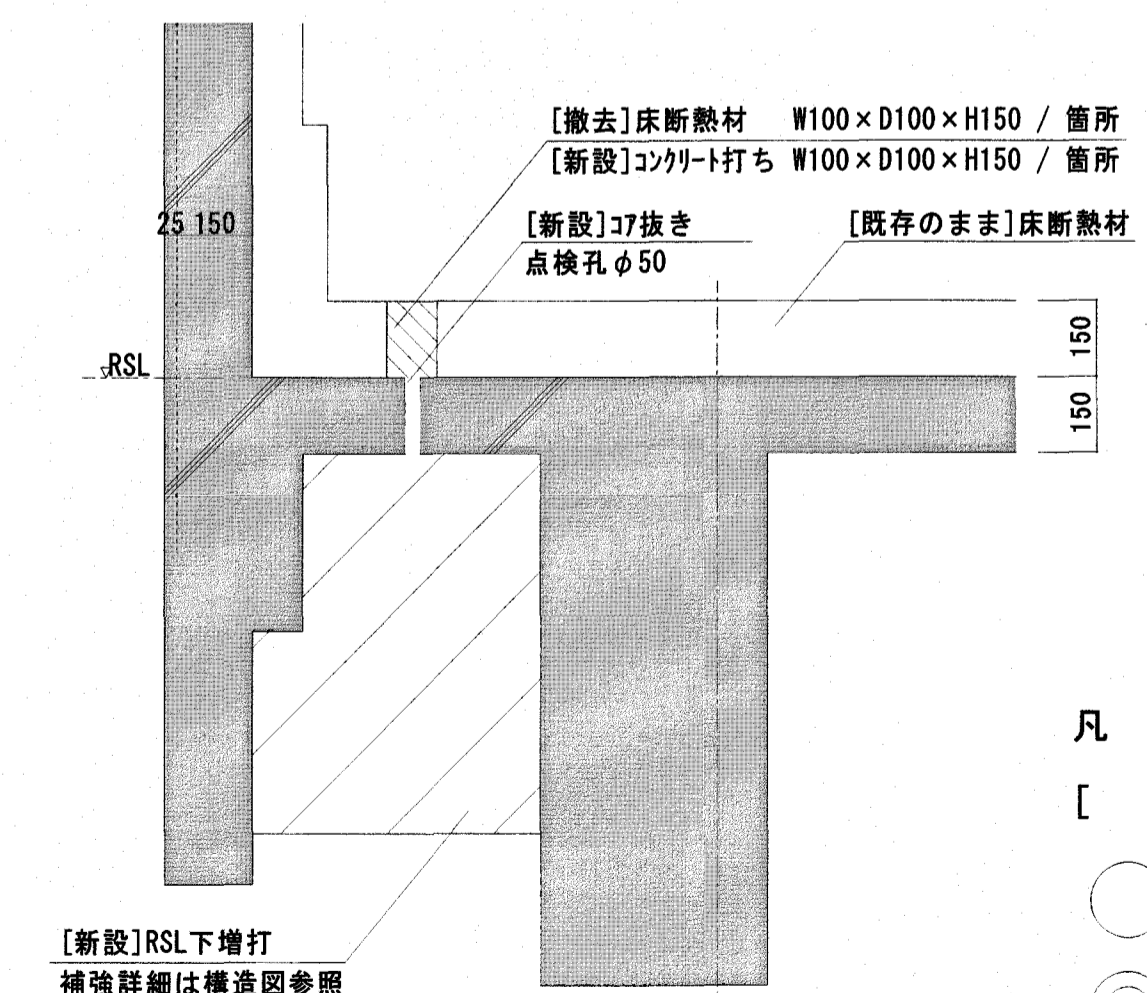 [撤去]床断熱材 W100×D100×H150 / 箇所
[新設]ｺﾝｸﾘｰﾄ打ち W100×D100×H150 / 箇所
[新設]ｺｱ抜き
点検孔φ50
[既存のまま]床断熱材
25 150
RSL
150
150
凡
[
[新設]RSL下増打
補強詳細は構造図参照